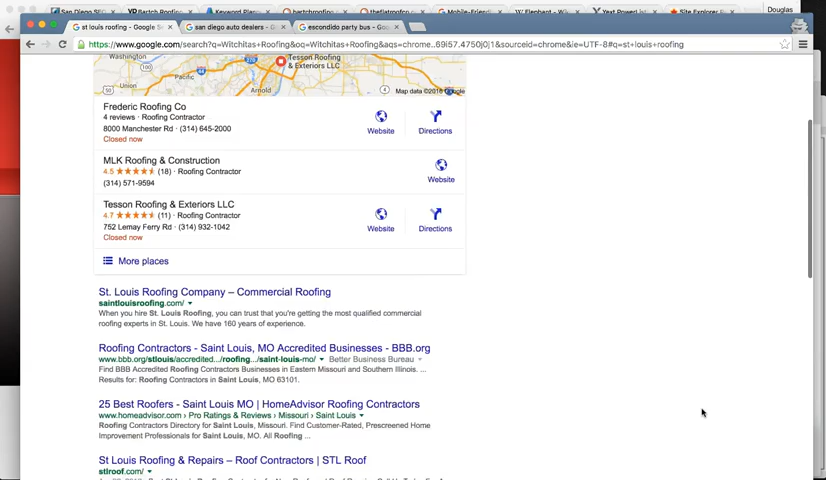 San Diego SEO
YP Bartch Roofing
Keyword Planner
bartchroofing
theflatroofco
Mobile-Friend
Elephant - Wi
Yext PowerLis
Site Explorer
Douglas
st louis roofing - Google Se
san diego auto dealers - G
escondido party bus - Goo
https://www.google.com/search?q=Witchitas+Roofing&oq=Witchitas+Roofing&aqs=chrome..69i57.4750j0j1&sourceid=chrome&ie=UTF-8#q=st+louis+roofing
Washington
Union
Pacific
Arnold
Tesson Roofing
& Exteriors LLC
Map data ©2016 Google
Frederic Roofing Co
4 reviews · Roofing Contractor
8000 Manchester Rd · (314) 645-2000
Closed now
Website
Directions
MLK Roofing & Construction
4.5 (18) · Roofing Contractor
(314) 571-9594
Website
Tesson Roofing & Exteriors LLC
4.7 (11) · Roofing Contractor
752 Lemay Ferry Rd · (314) 932-1042
Closed now
Website
Directions
More places
St. Louis Roofing Company – Commercial Roofing
saintlouisroofing.com/
When you hire St. Louis Roofing, you can trust that you're getting the most qualified commercial
roofing experts in St. Louis. We have 160 years of experience.
Roofing Contractors - Saint Louis, MO Accredited Businesses - BBB.org
www.bbb.org/stlouis/accredited.../roofing.../saint-louis-mo/ Better Business Bureau
Find BBB Accredited Roofing Contractors Businesses in Eastern Missouri and Southern Illinois. ...
Results for: Roofing Contractors in Saint Louis, MO 63101.
25 Best Roofers - Saint Louis MO | HomeAdvisor Roofing Contractors
www.homeadvisor.com › Pro Ratings & Reviews › Missouri › Saint Louis
Roofing Contractors Directory for Saint Louis, Missouri. Find Customer-Rated, Prescreened Home
Improvement Professionals for Saint Louis, MO. All Roofing ...
St Louis Roofing & Repairs – Roof Contractors | STL Roof
stlroof.com/